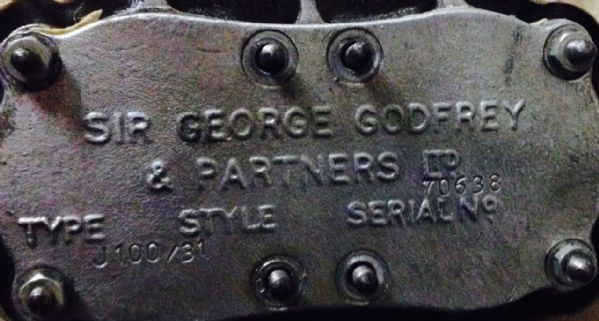 SIR GEORGE GODFREY
& PARTNERS LTD
70638
TYPE STYLE SERIAL No
J100/31